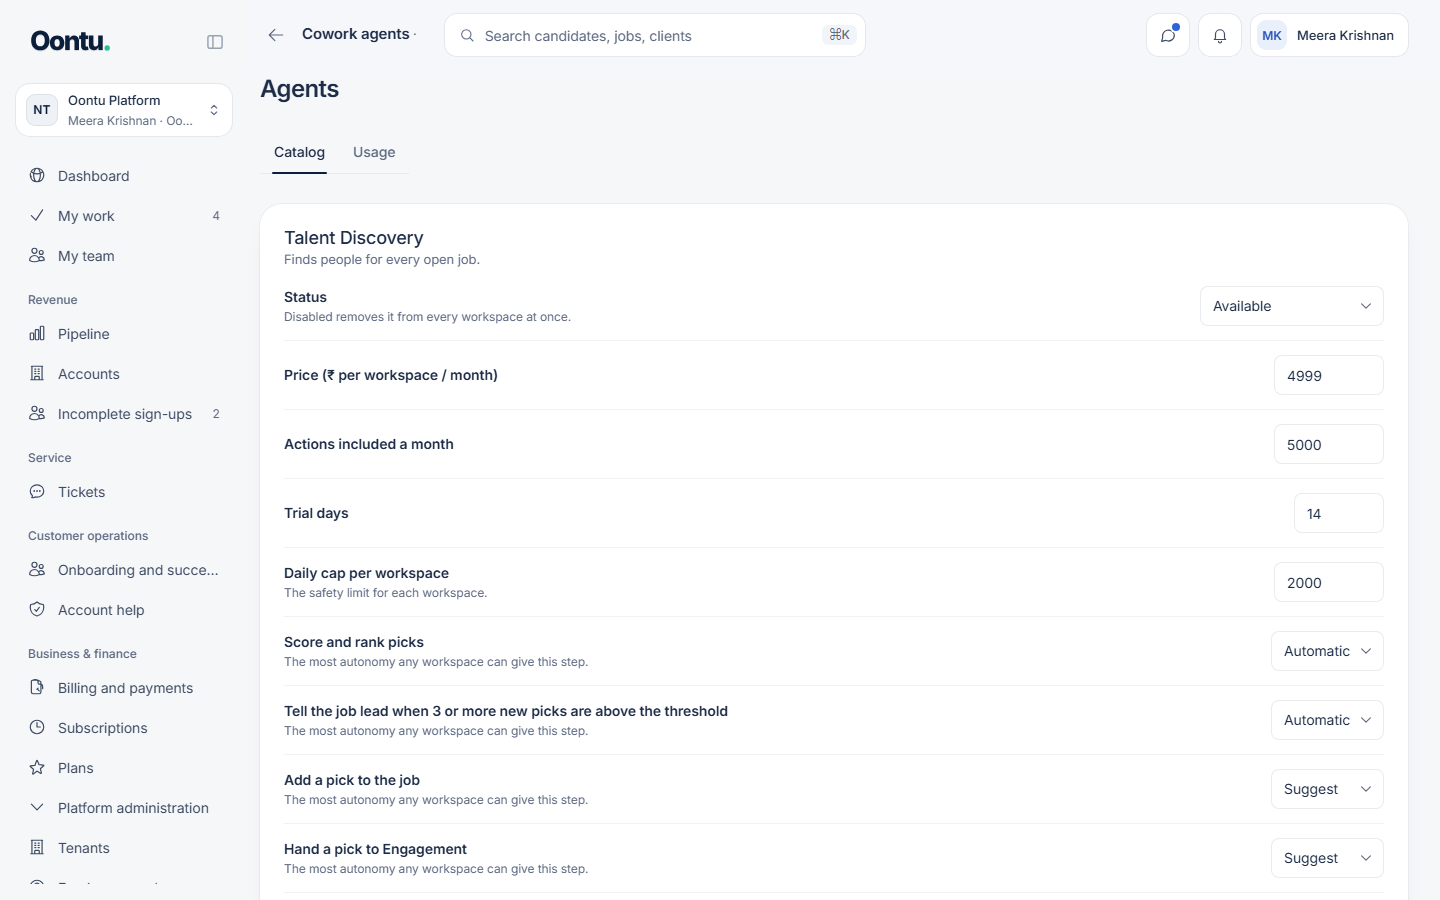 Oontu.
NT
Oontu Platform
Meera Krishnan · Oo...
Dashboard
My work 4
My team
Revenue
Pipeline
Accounts
Incomplete sign-ups 2
Service
Tickets
Customer operations
Onboarding and succe...
Account help
Business & finance
Billing and payments
Subscriptions
Plans
Platform administration
Tenants
Cowork agents ·
Search candidates, jobs, clients ⌘K
MK Meera Krishnan
Agents
Catalog Usage
Talent Discovery
Finds people for every open job.
Status
Disabled removes it from every workspace at once.
Available
Price (₹ per workspace / month)
4999
Actions included a month
5000
Trial days
14
Daily cap per workspace
The safety limit for each workspace.
2000
Score and rank picks
The most autonomy any workspace can give this step.
Automatic
Tell the job lead when 3 or more new picks are above the threshold
The most autonomy any workspace can give this step.
Automatic
Add a pick to the job
The most autonomy any workspace can give this step.
Suggest
Hand a pick to Engagement
The most autonomy any workspace can give this step.
Suggest